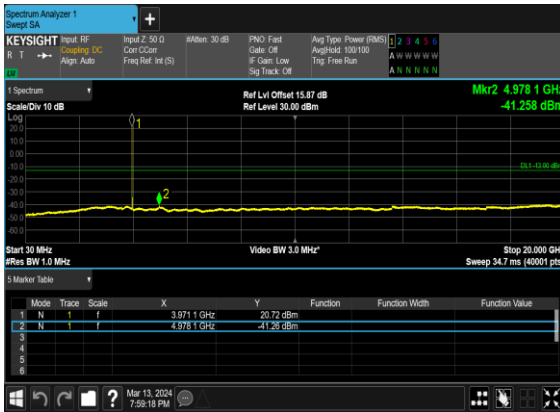 Spectrum Analyzer 1
Swept SA
+
KEYSIGHT
R T
Input: RF
Coupling: DC
Align: Auto
Input Z: 50 Ω
Corr CCorr
Freq Ref: Int (S)
#Atten: 30 dB
PNO: Fast
Gate: Off
IF Gain: Low
Sig Track: Off
Avg Type: Power (RMS)
Avg|Hold: 100/100
Trig: Free Run
1 2 3 4 5 6
A W W W W W
A N N N N N
1 Spectrum
Scale/Div 10 dB
Ref Lvl Offset 15.87 dB
Ref Level 30.00 dBm
Mkr2 4.978 1 GHz
-41.258 dBm
Log
20.0
10.0
0.00
-10.0
-20.0
-30.0
-40.0
-50.0
-60.0
1
2
DL1 -13.00 dBm
Start 30 MHz
#Res BW 1.0 MHz
Video BW 3.0 MHz*
Stop 20.000 GHz
Sweep 34.7 ms (40001 pts)
5 Marker Table
Mode Trace Scale X Y Function Function Width Function Value
1 N 1 f 3.971 1 GHz 20.72 dBm
2 N 1 f 4.978 1 GHz -41.26 dBm
3
4
5
6
?
Mar 13, 2024
7:59:18 PM